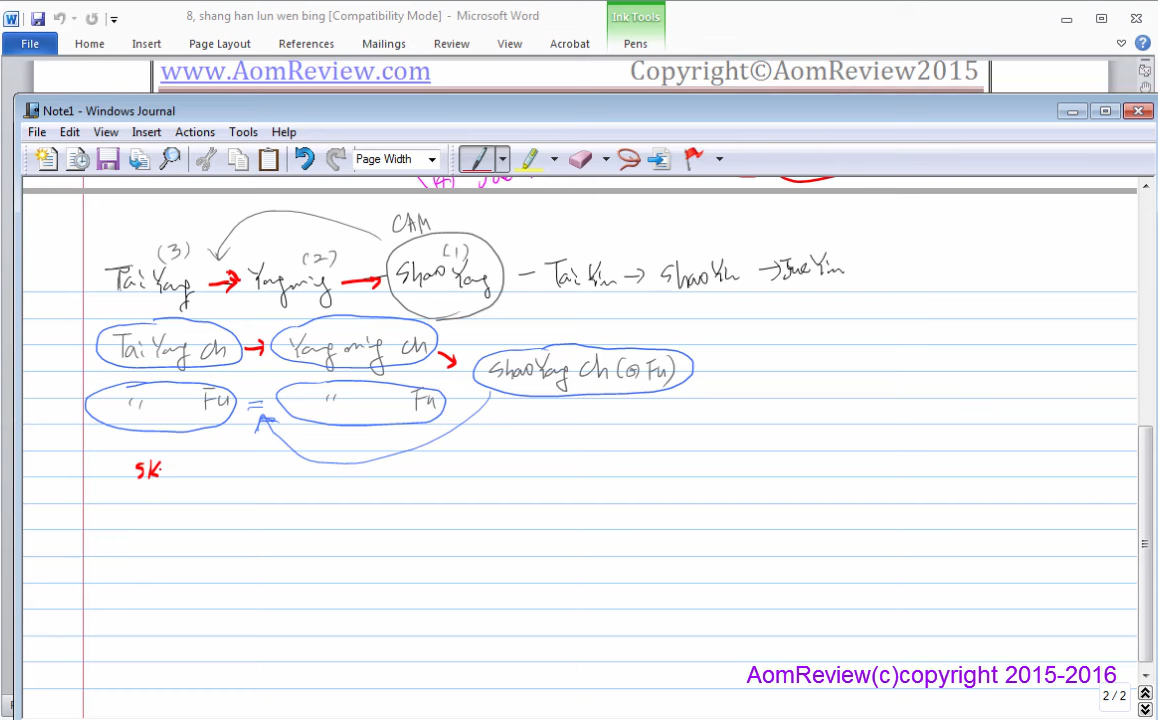 8, shang han lun wen bing [Compatibility Mode] - Microsoft Word
Ink Tools
File Home Insert Page Layout References Mailings Review View Acrobat Pens
www.AomReview.com Copyright©AomReview2015
Note1 - Windows Journal
File Edit View Insert Actions Tools Help
Page Width
CAM
(3) (2) (1)
Tai Yang → Yangming → Shao Yang - Tai Yin → Shao Yin → Jue Yin
Tai Yang ch → Yang ming ch
Shao Yang Ch (⊙ Fu)
" Fu = " Fu
SK
AomReview(c)copyright 2015-2016
2 / 2